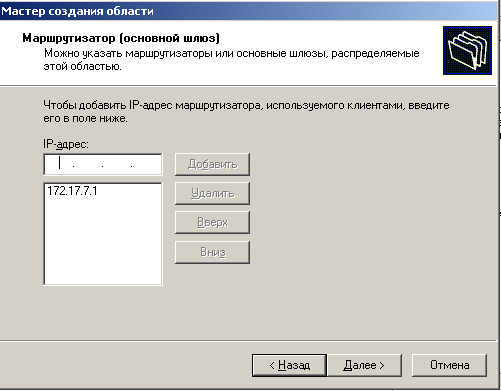 Мастер создания области
Маршрутизатор (основной шлюз)
Можно указать маршрутизаторы или основные шлюзы, распределяемые
этой областью.
Чтобы добавить IP-адрес маршрутизатора, используемого клиентами, введите
его в поле ниже.
IP-адрес:
. . .
Добавить
172.17.7.1
Удалить
Вверх
Вниз
< Назад
Далее >
Отмена